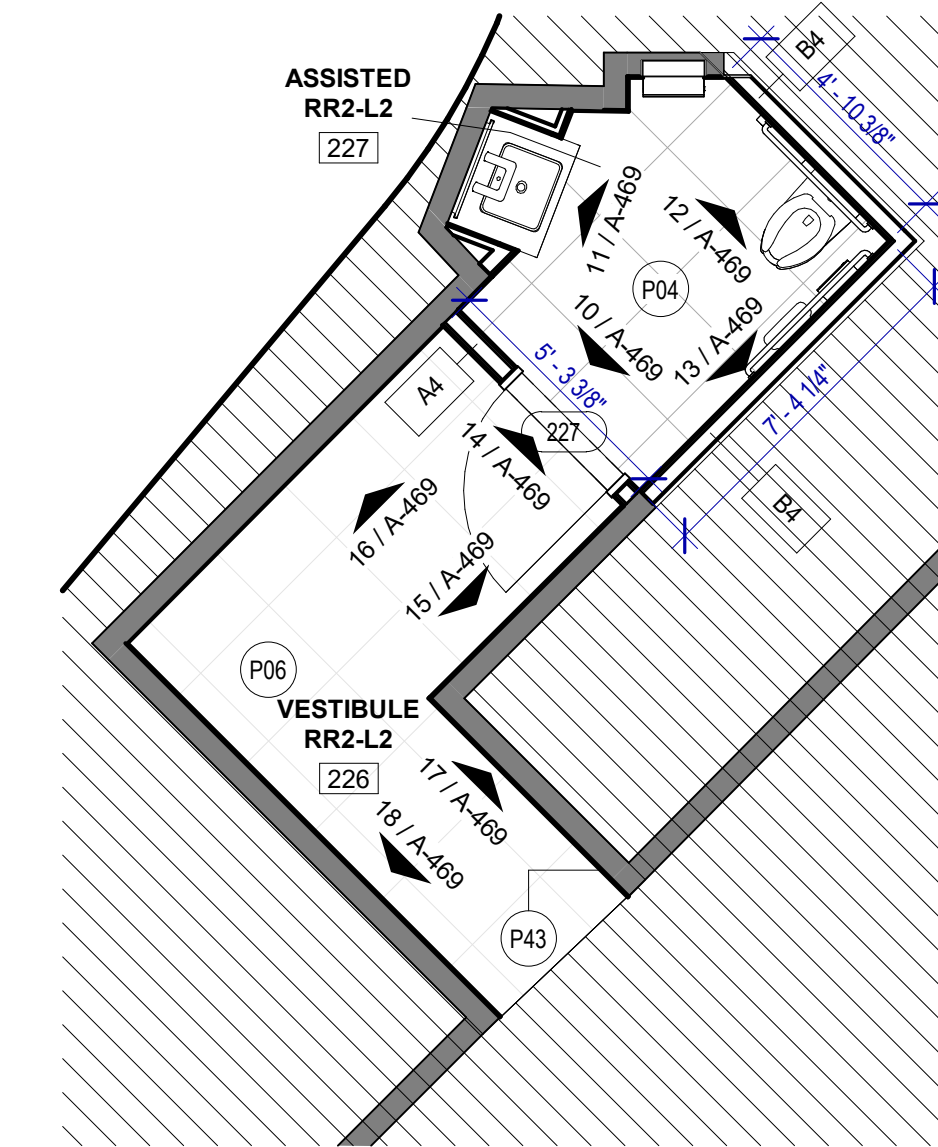 B4
4' - 10 3/8"
ASSISTED
RR2-L2
227
11 / A-469
12 / A-469
P04
10 / A-469
13 / A-469
5' - 3 3/8"
7' - 4 1/4"
A4
227
14 / A-469
B4
16 / A-469
15 / A-469
P06
VESTIBULE
RR2-L2
226
17 / A-469
18 / A-469
P43